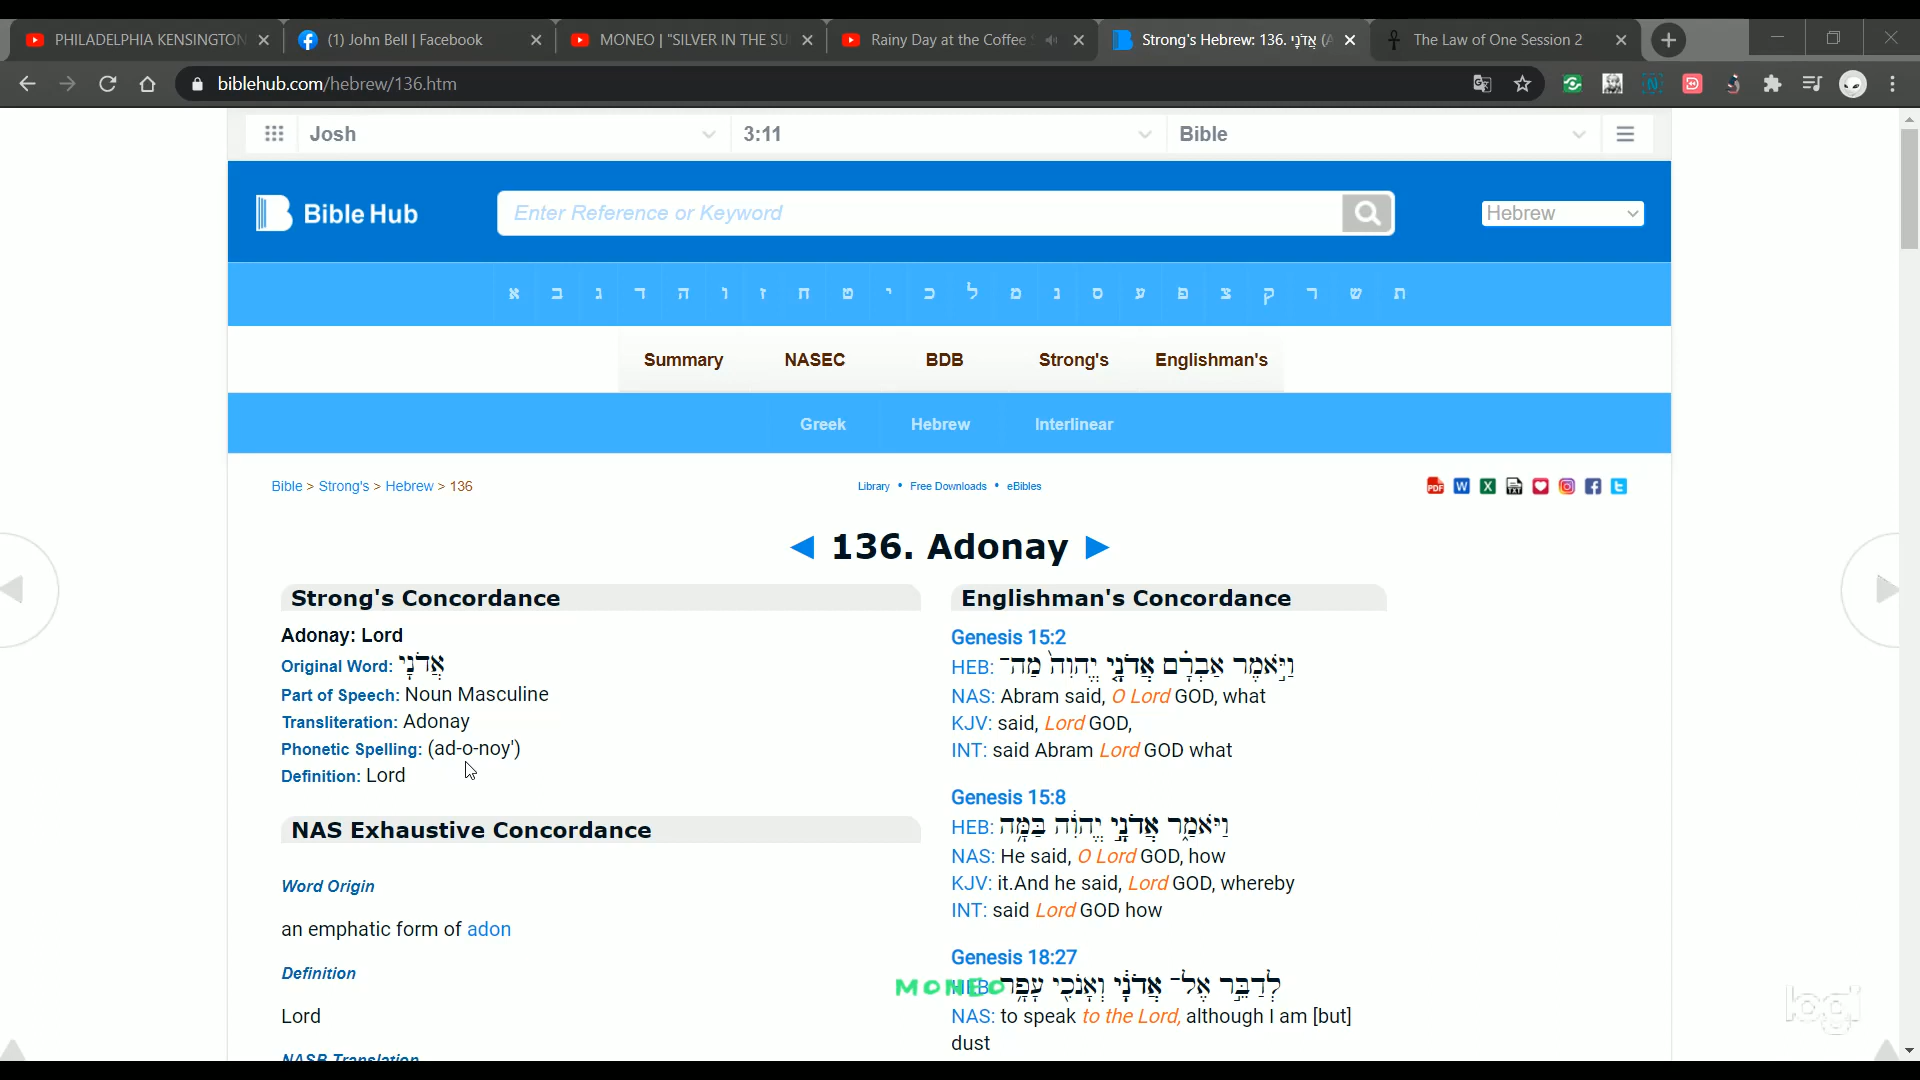 PHILADELPHIA KENSINGTON
(1) John Bell | Facebook
MONEO | "SILVER IN THE SU
Rainy Day at the Coffee
Strong's Hebrew: 136. אֲדֹנָי (A
The Law of One Session 2
biblehub.com/hebrew/136.htm
Josh
3:11
Bible
Bible Hub
Enter Reference or Keyword
Hebrew
א ב ג ד ה ו ז ח ט י כ ל מ נ ס ע פ צ ק ר ש ת
Summary NASEC BDB Strong's Englishman's
Greek Hebrew Interlinear
Bible > Strong's > Hebrew > 136
Library • Free Downloads • eBibles
◄ 136. Adonay ►
Strong's Concordance
Adonay: Lord
Original Word: אֲדֹנָי
Part of Speech: Noun Masculine
Transliteration: Adonay
Phonetic Spelling: (ad-o-noy')
Definition: Lord
NAS Exhaustive Concordance
Word Origin
an emphatic form of adon
Definition
Lord
NASB Translation
Englishman's Concordance
Genesis 15:2
HEB: וַיֹּ֣אמֶר אַבְרָ֗ם אֲדֹנָ֤י יֱהוִה֙ מַה־
NAS: Abram said, O Lord GOD, what
KJV: said, Lord GOD,
INT: said Abram Lord GOD what
Genesis 15:8
HEB: וַיֹּאמַ֑ר אֲדֹנָ֣י יֱהוִ֔ה בַּמָּ֥ה
NAS: He said, O Lord GOD, how
KJV: it.And he said, Lord GOD, whereby
INT: said Lord GOD how
Genesis 18:27
HEB: לְדַבֵּ֣ר אֶל־ אֲדֹנָ֔י וְאָנֹכִ֖י עָפָ֥ר
NAS: to speak to the Lord, although I am [but]
dust
MONEO
logi